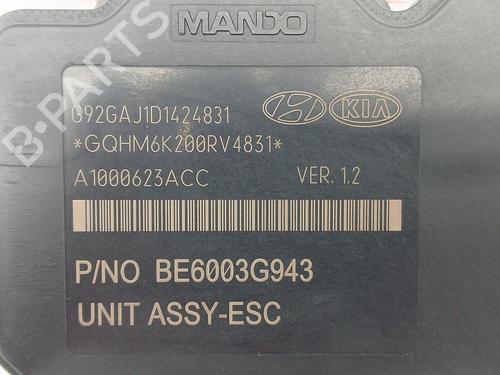 MANDO
G92GAJ1D1424831
KIA
*GQHM6K200RV4831*
A1000623ACC VER. 1.2
P/NO BE6003G943
UNIT ASSY-ESC
B-PARTS